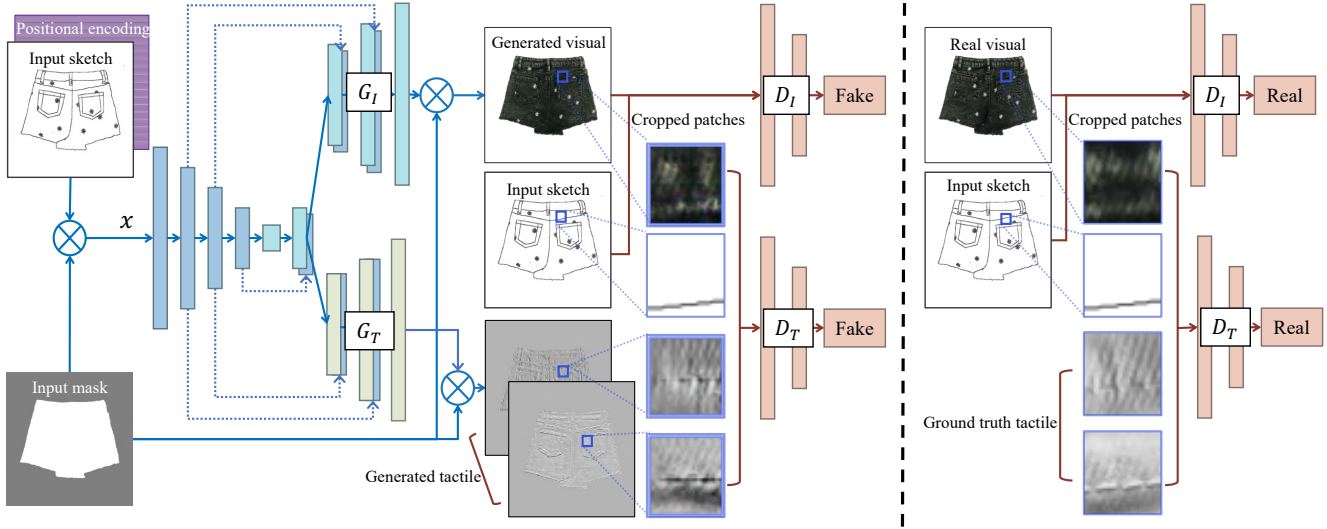 Positional encoding
Input sketch
x
Input mask
G_I
G_T
Generated visual
Input sketch
Generated tactile
Cropped patches
D_I
Fake
D_T
Fake
Real visual
Input sketch
Cropped patches
Ground truth tactile
D_I
Real
D_T
Real